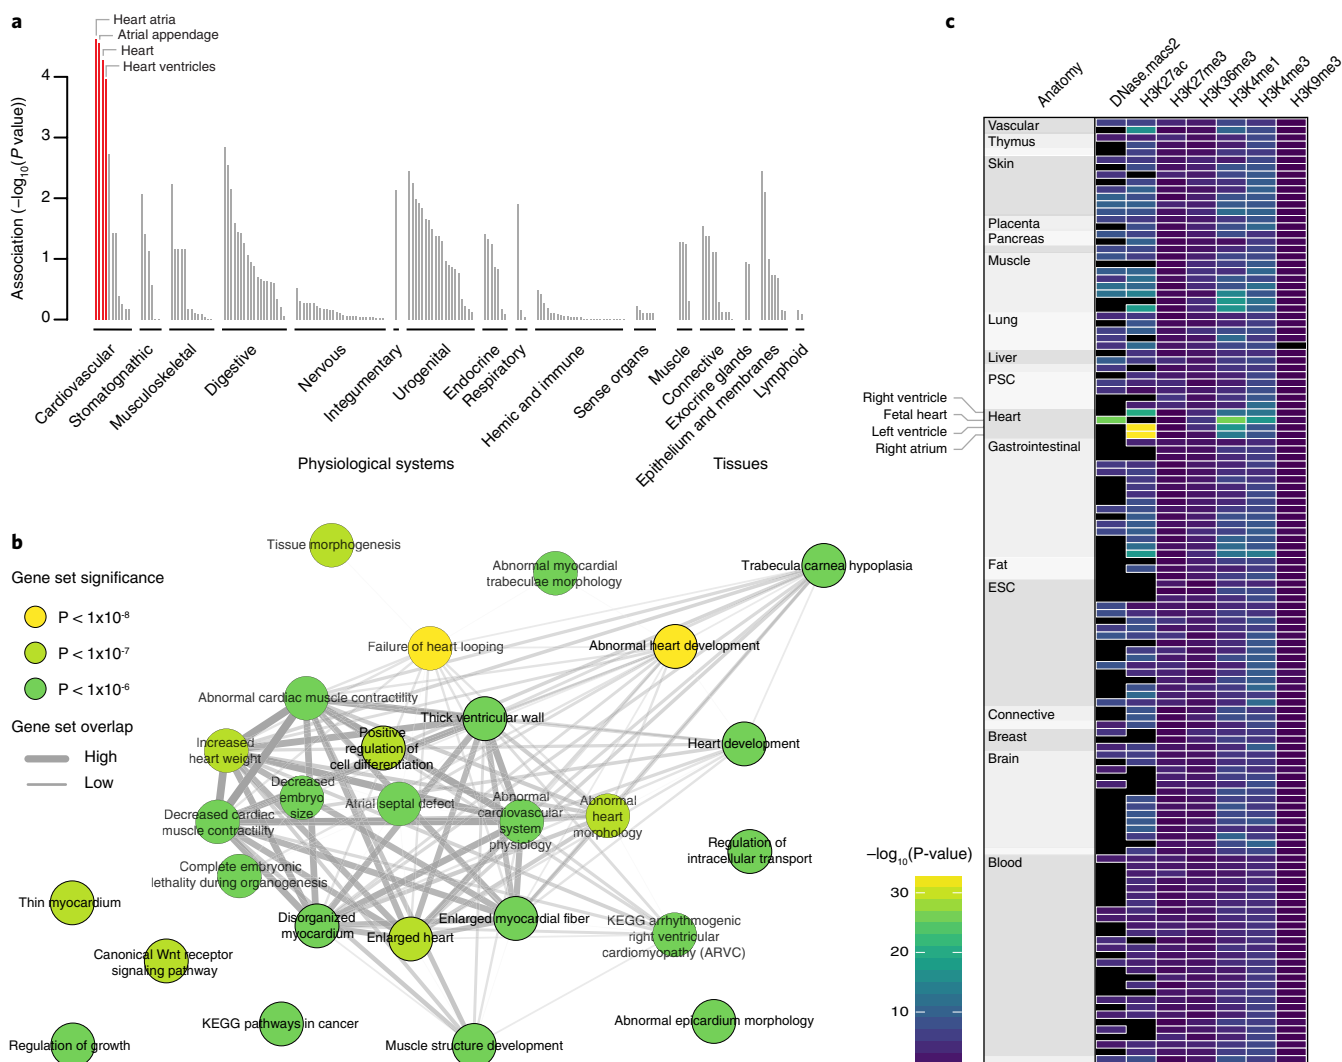 a
Heart atria
Atrial appendage
Heart
Heart ventricles
Association (−log10(P value))
4
3
2
1
0
Cardiovascular
Stomatognathic
Musculoskeletal
Digestive
Nervous
Integumentary
Urogenital
Endocrine
Respiratory
Hemic and immune
Sense organs
Muscle
Connective
Exocrine glands
Epithelium and membranes
Lymphoid
Physiological systems
Tissues
b
Gene set significance
P < 1x10-8
P < 1x10-7
P < 1x10-6
Gene set overlap
High
Low
Tissue morphogenesis
Abnormal myocardial
trabeculae morphology
Trabecula carnea hypoplasia
Failure of heart looping
Abnormal heart development
Abnormal cardiac muscle contractility
Thick ventricular wall
Increased
heart weight
Positive
regulation of
cell differentiation
Heart development
Decreased
embryo
size
Atrial septal defect
Abnormal
cardiovascular
system
physiology
Abnormal
heart
morphology
Decreased cardiac
muscle contractility
Regulation of
intracellular transport
Complete embryonic
lethality during organogenesis
Thin myocardium
Disorganized
myocardium
Enlarged heart
Enlarged myocardial fiber
KEGG arrhythmogenic
right ventricular
cardiomyopathy (ARVC)
Canonical Wnt receptor
signaling pathway
KEGG pathways in cancer
Abnormal epicardium morphology
Regulation of growth
Muscle structure development
c
Anatomy
DNase.macs2
H3K27ac
H3K27me3
H3K36me3
H3K4me1
H3K4me3
H3K9me3
Vascular
Thymus
Skin
Placenta
Pancreas
Muscle
Lung
Liver
PSC
Heart
Gastrointestinal
Fat
ESC
Connective
Breast
Brain
Blood
Right ventricle
Fetal heart
Left ventricle
Right atrium
−log10(P-value)
30
20
10